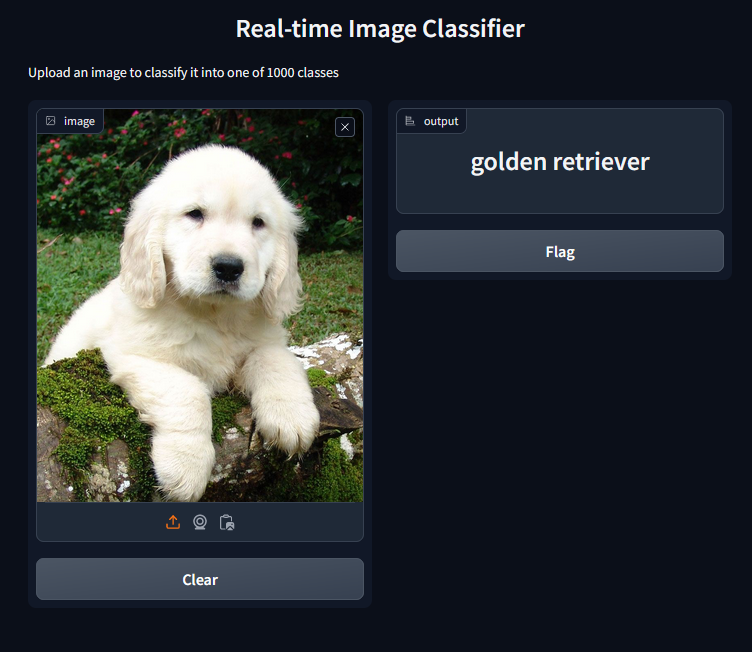 Real-time Image Classifier
Upload an image to classify it into one of 1000 classes
image
output
golden retriever
Flag
Clear